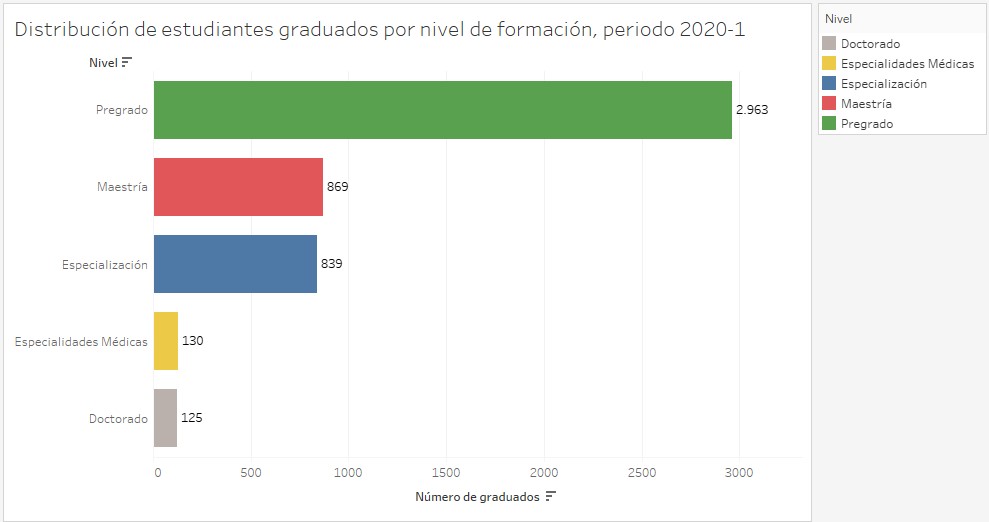 Distribución de estudiantes graduados por nivel de formación, periodo 2020-1
Nivel
Pregrado
2.963
Maestría
869
Especialización
839
Especialidades Médicas
130
Doctorado
125
0 500 1000 1500 2000 2500 3000
Número de graduados
Nivel
Doctorado
Especialidades Médicas
Especialización
Maestría
Pregrado